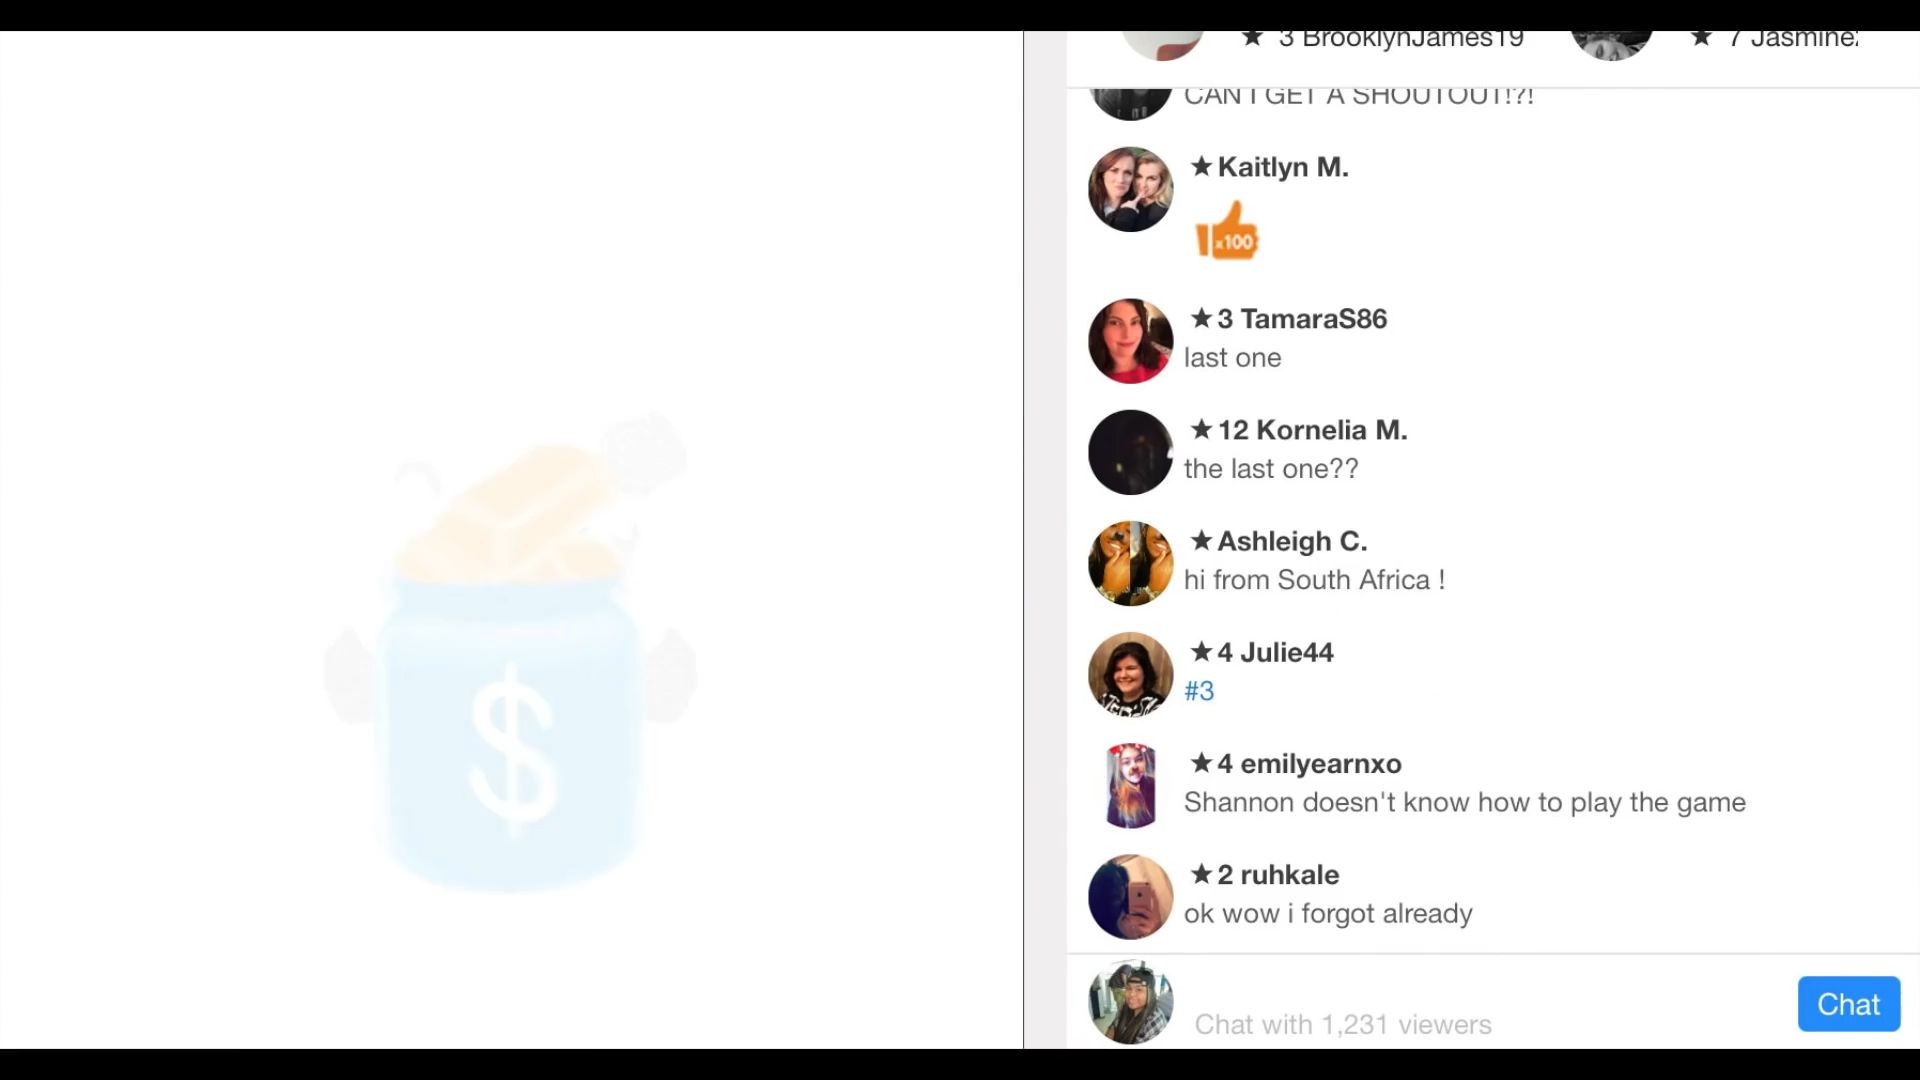 ★ 3 BrooklynJames19 ★ 7 Jasmine
CAN I GET A SHOUTOUT!?!
★ Kaitlyn M.
x100
★ 3 TamaraS86
last one
★ 12 Kornelia M.
the last one??
★ Ashleigh C.
hi from South Africa !
★ 4 Julie44
#3
★ 4 emilyearnxo
Shannon doesn't know how to play the game
★ 2 ruhkale
ok wow i forgot already
$
Chat with 1,231 viewers
Chat